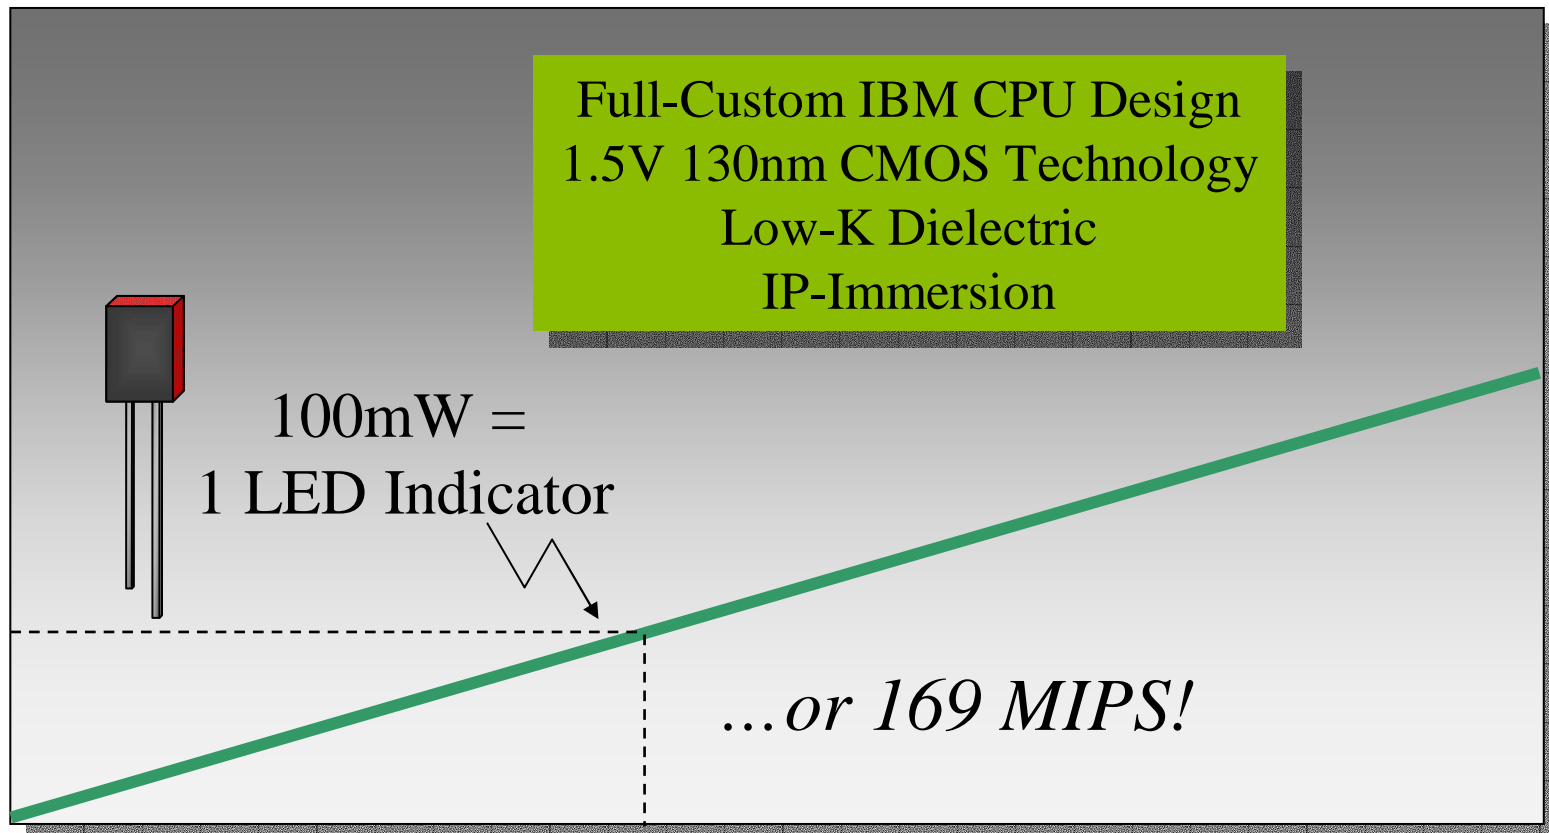 Full-Custom IBM CPU Design
1.5V 130nm CMOS Technology
Low-K Dielectric
IP-Immersion
100mW =
1 LED Indicator
...or 169 MIPS!